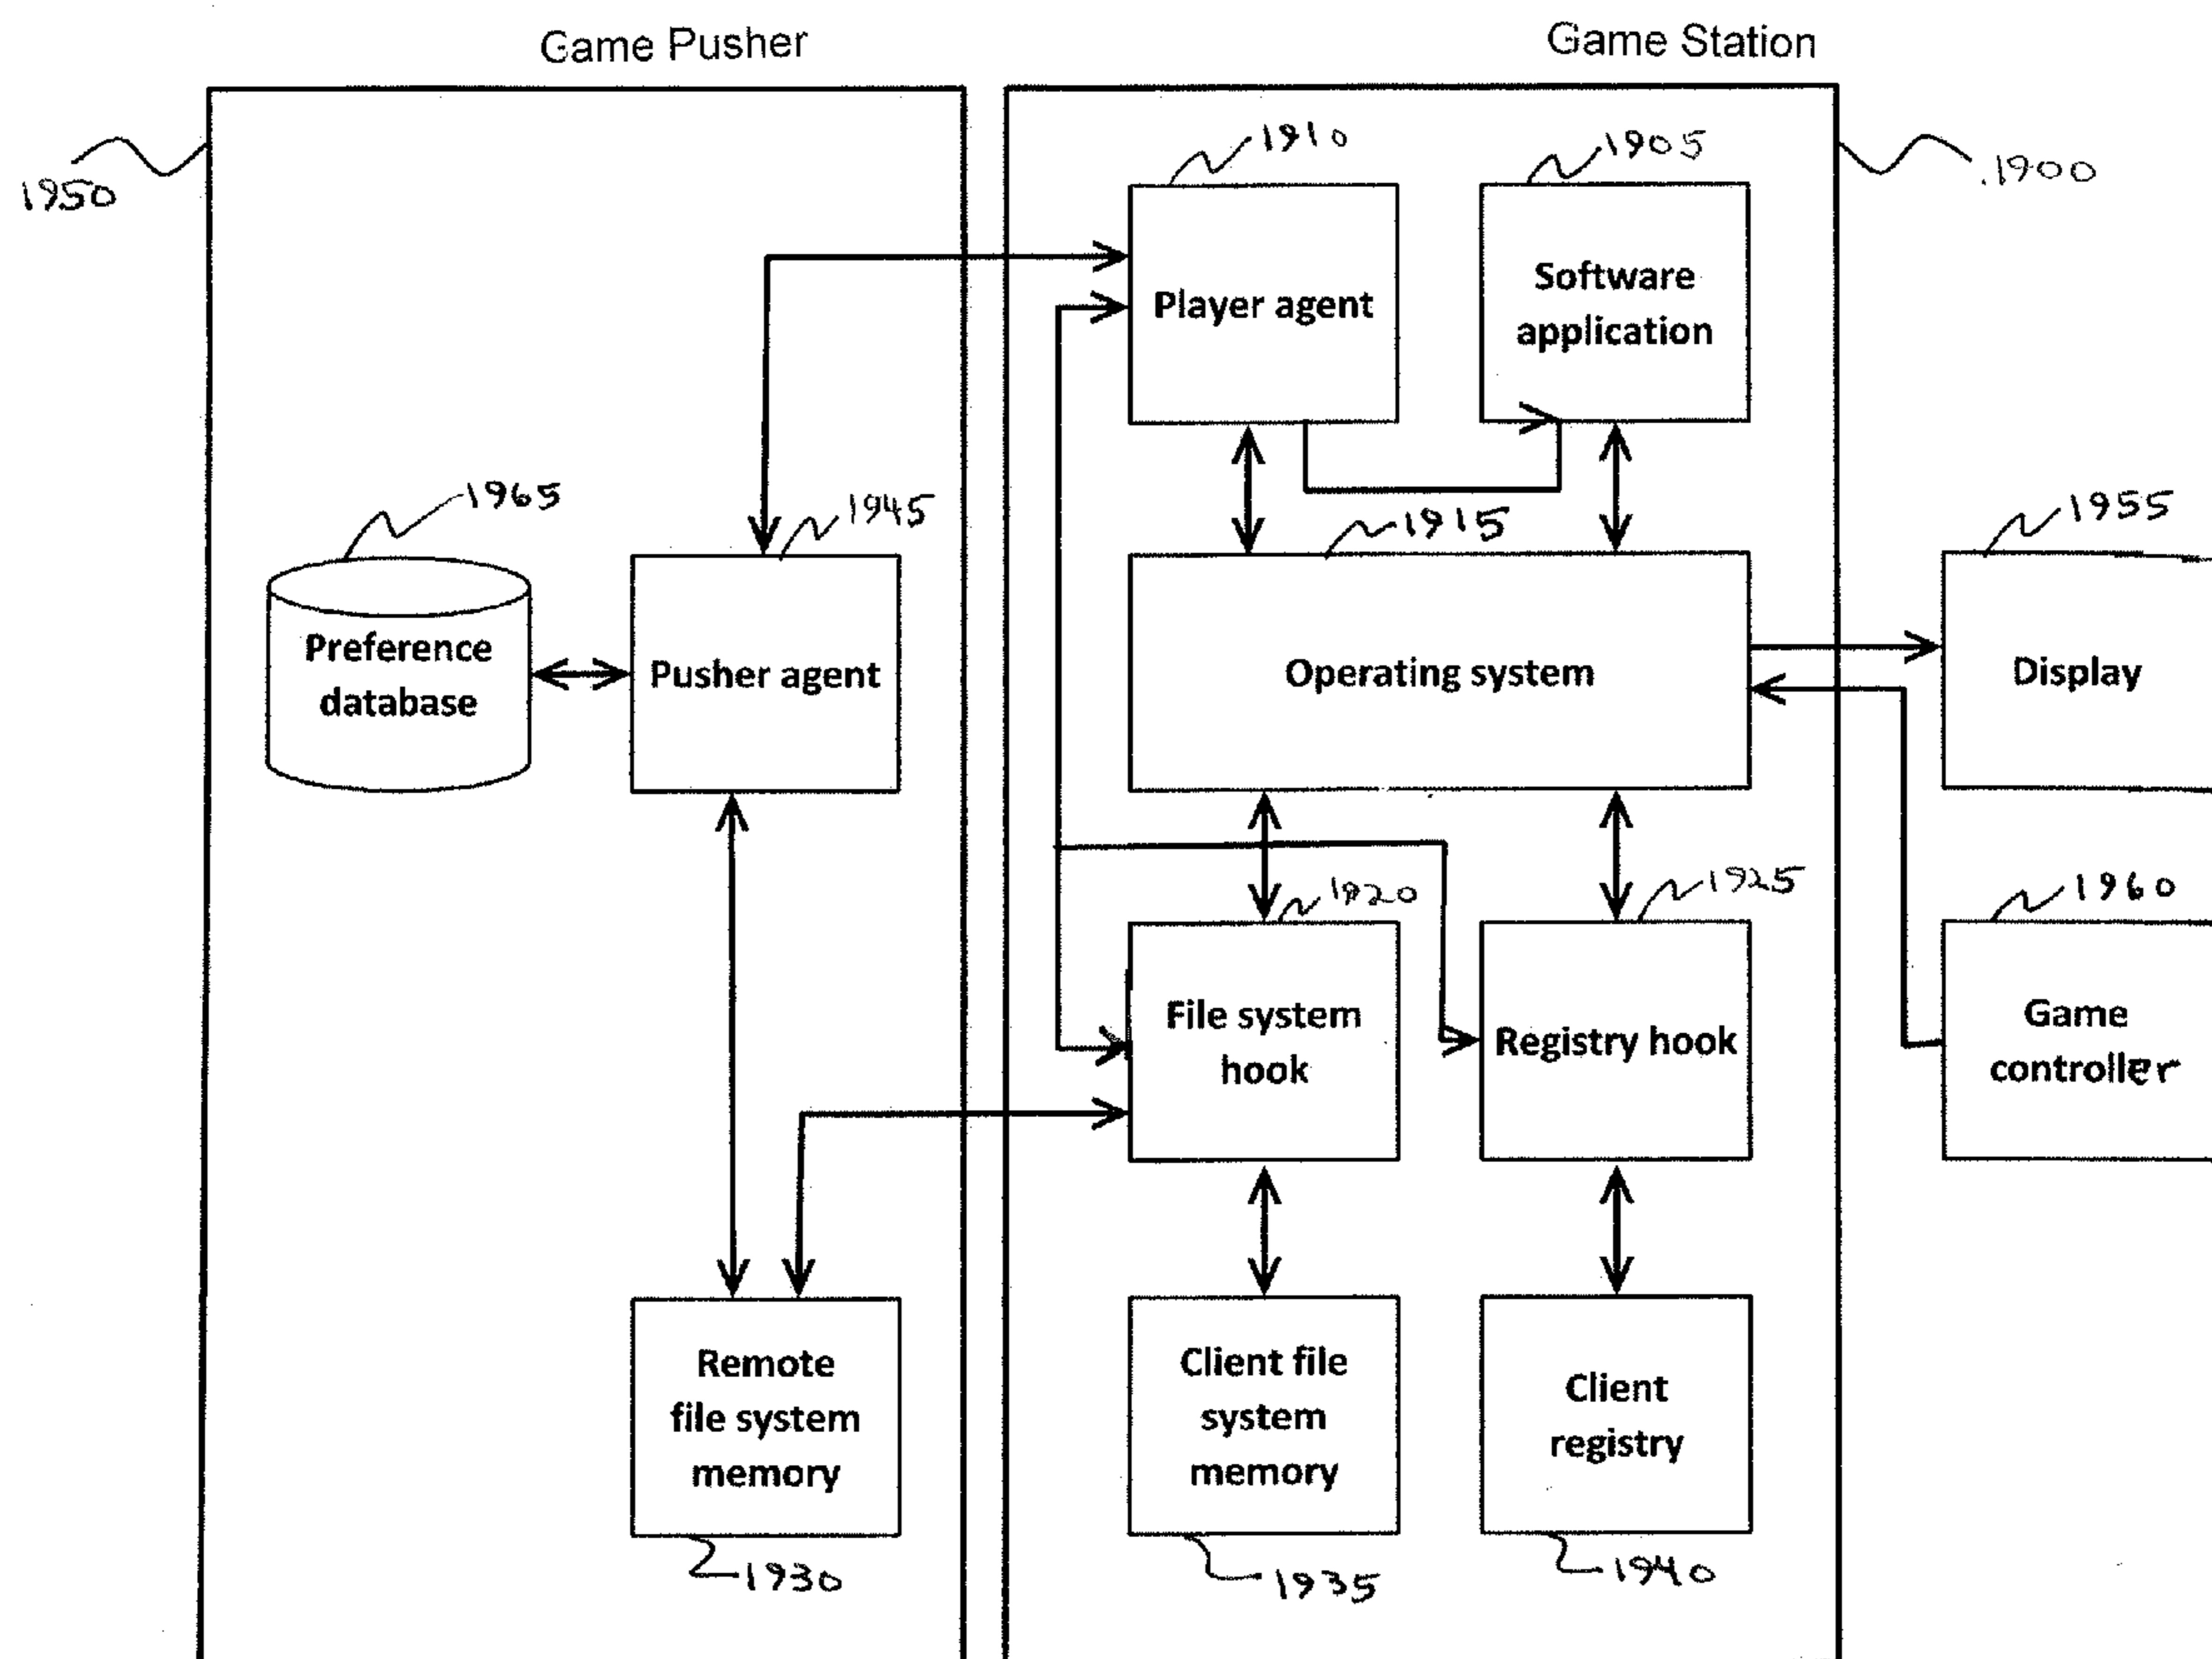 Game Pusher
Game Station
1950
1910
1905
1900
Player agent
Software
application
1965
1945
1915
1955
Preference
database
Pusher agent
Operating system
Display
1920
1925
1960
File system
hook
Registry hook
Game
controller
Remote
file system
memory
Client file
system
memory
Client
registry
1930
1935
1940